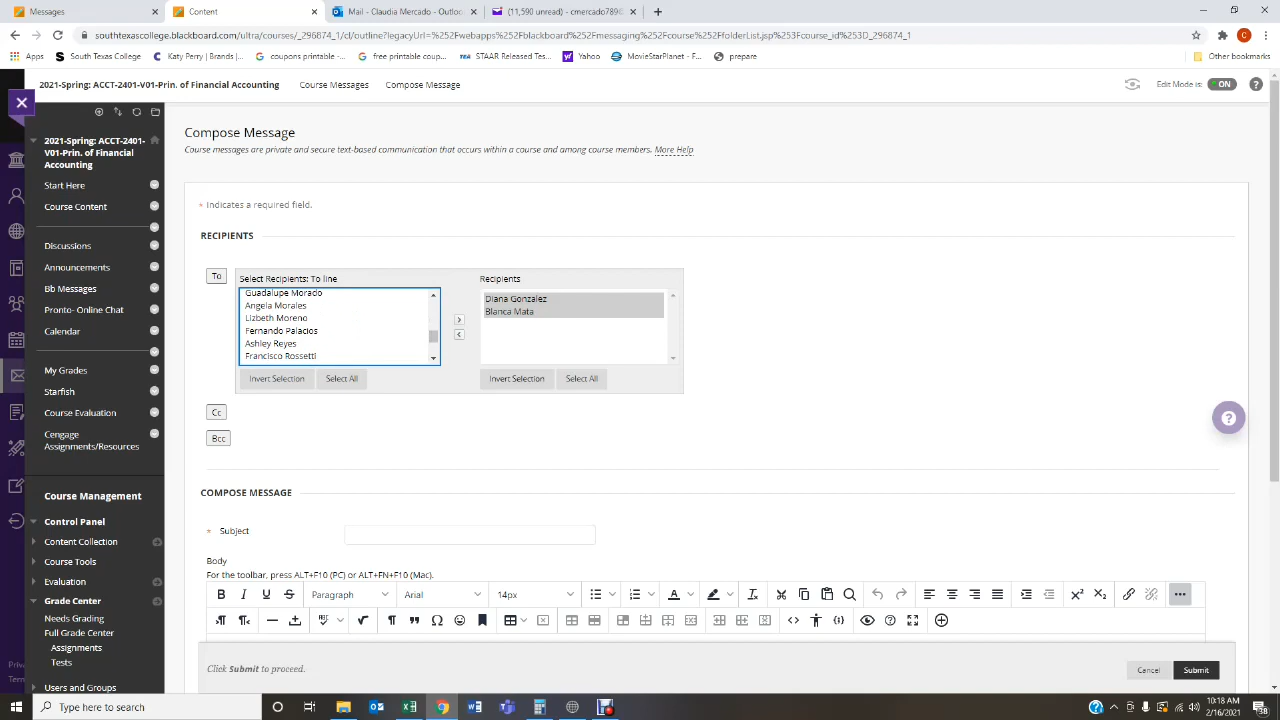 Messages
Content
Mail - Claudia Mercado - Outloo
(11,590 unread) - cmercado789@
southtexascollege.blackboard.com/ultra/courses/_296874_1/cl/outline?legacyUrl=%252Fwebapps%252Fblackboard%252Fmessaging%252Fcourse%252FfolderList.jsp%253Fcourse_id%253D_296874_1
Apps
South Texas College
Katy Perry | Brands |...
coupons printable -...
free printable coup...
STAAR Released Tes...
Yahoo
MovieStarPlanet - F...
prepare
Other bookmarks
2021-Spring: ACCT-2401-V01-Prin. of Financial Accounting
Course Messages
Compose Message
Edit Mode is:
ON
2021-Spring: ACCT-2401-
V01-Prin. of Financial
Accounting
Start Here
Course Content
Discussions
Announcements
Bb Messages
Pronto- Online Chat
Calendar
My Grades
Starfish
Course Evaluation
Cengage
Assignments/Resources
Course Management
Control Panel
Content Collection
Course Tools
Evaluation
Grade Center
Needs Grading
Full Grade Center
Assignments
Tests
Users and Groups
Priva
Term
Compose Message
Course messages are private and secure text-based communication that occurs within a course and among course members. More Help
* Indicates a required field.
RECIPIENTS
To
Select Recipients: To line
Recipients
Guadalupe Morado
Angela Morales
Lizbeth Moreno
Fernando Palacios
Ashley Reyes
Francisco Rossetti
Diana Gonzalez
Blanca Mata
Invert Selection
Select All
Invert Selection
Select All
Cc
Bcc
COMPOSE MESSAGE
* Subject
Body
For the toolbar, press ALT+F10 (PC) or ALT+FN+F10 (Mac).
Paragraph
Arial
14px
Click Submit to proceed.
Cancel
Submit
Type here to search
10:18 AM
2/16/2021
38